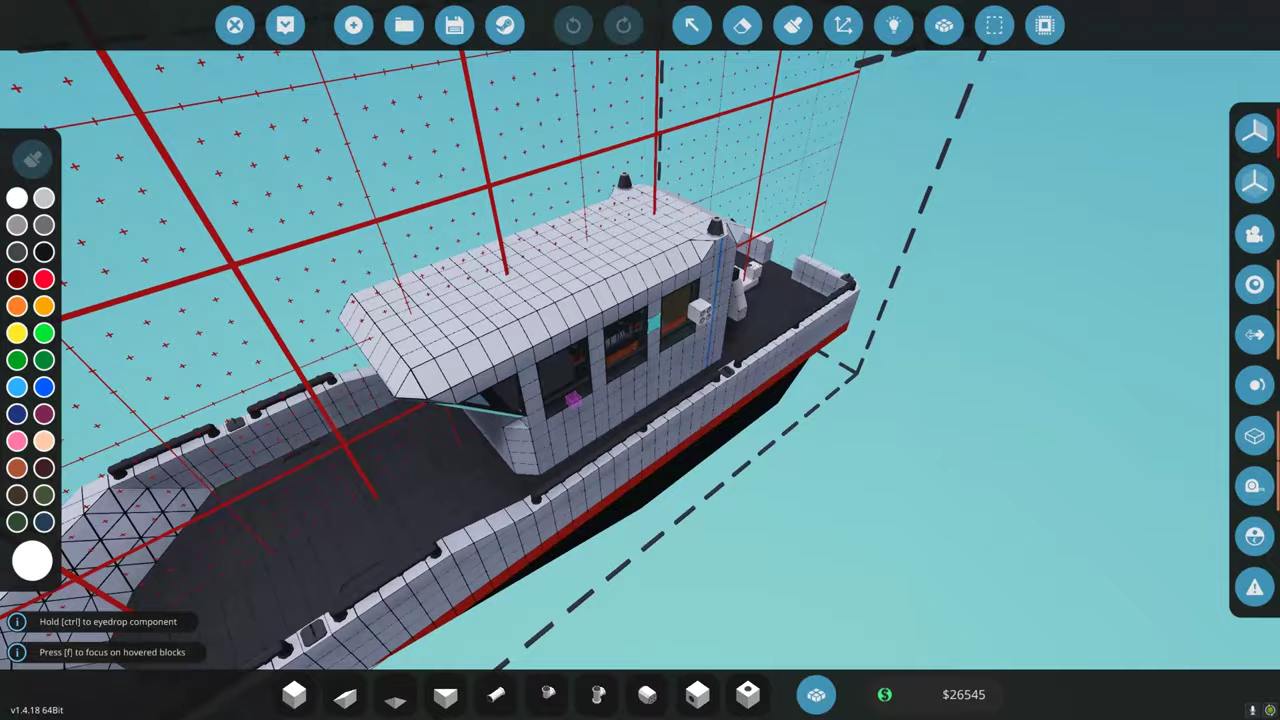 Hold [ctrl] to eyedrop component
Press [f] to focus on hovered blocks
$26545
v1.4.18 64Bit